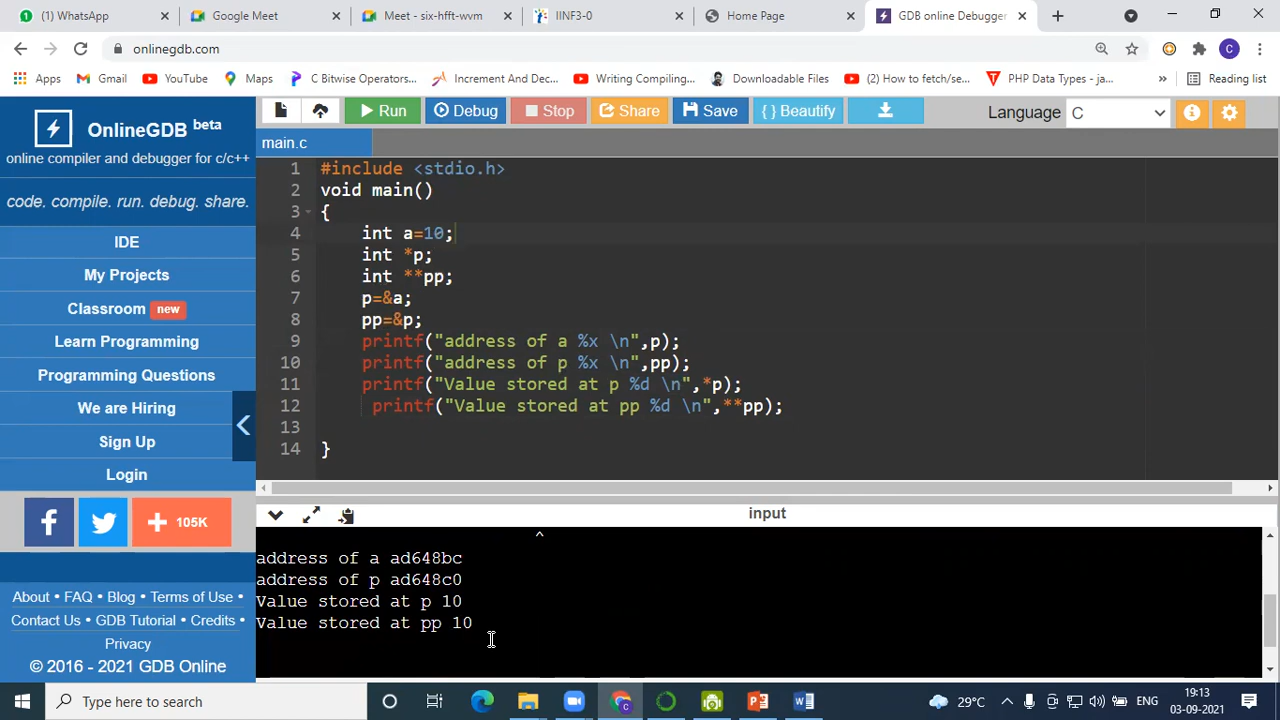 (1) WhatsApp
Google Meet
Meet - six-hfft-wvm
IINF3-0
Home Page
GDB online Debugger
onlinegdb.com
Apps
Gmail
YouTube
Maps
C Bitwise Operators...
Increment And Dec...
Writing Compiling...
Downloadable Files
(2) How to fetch/se...
PHP Data Types - ja...
»
Reading list
OnlineGDB beta
online compiler and debugger for c/c++
code. compile. run. debug. share.
IDE
My Projects
Classroom new
Learn Programming
Programming Questions
We are Hiring
Sign Up
Login
+ 105K
About • FAQ • Blog • Terms of Use •
Contact Us • GDB Tutorial • Credits •
Privacy
© 2016 - 2021 GDB Online
Run
Debug
Stop
Share
Save
{ } Beautify
Language C
main.c
1 #include <stdio.h>
2 void main()
3 {
4 int a=10;
5 int *p;
6 int **pp;
7 p=&a;
8 pp=&p;
9 printf("address of a %x \n",p);
10 printf("address of p %x \n",pp);
11 printf("Value stored at p %d \n",*p);
12 printf("Value stored at pp %d \n",**pp);
13
14 }
input
^
address of a ad648bc
address of p ad648c0
Value stored at p 10
Value stored at pp 10
Type here to search
29°C
ENG
19:13
03-09-2021